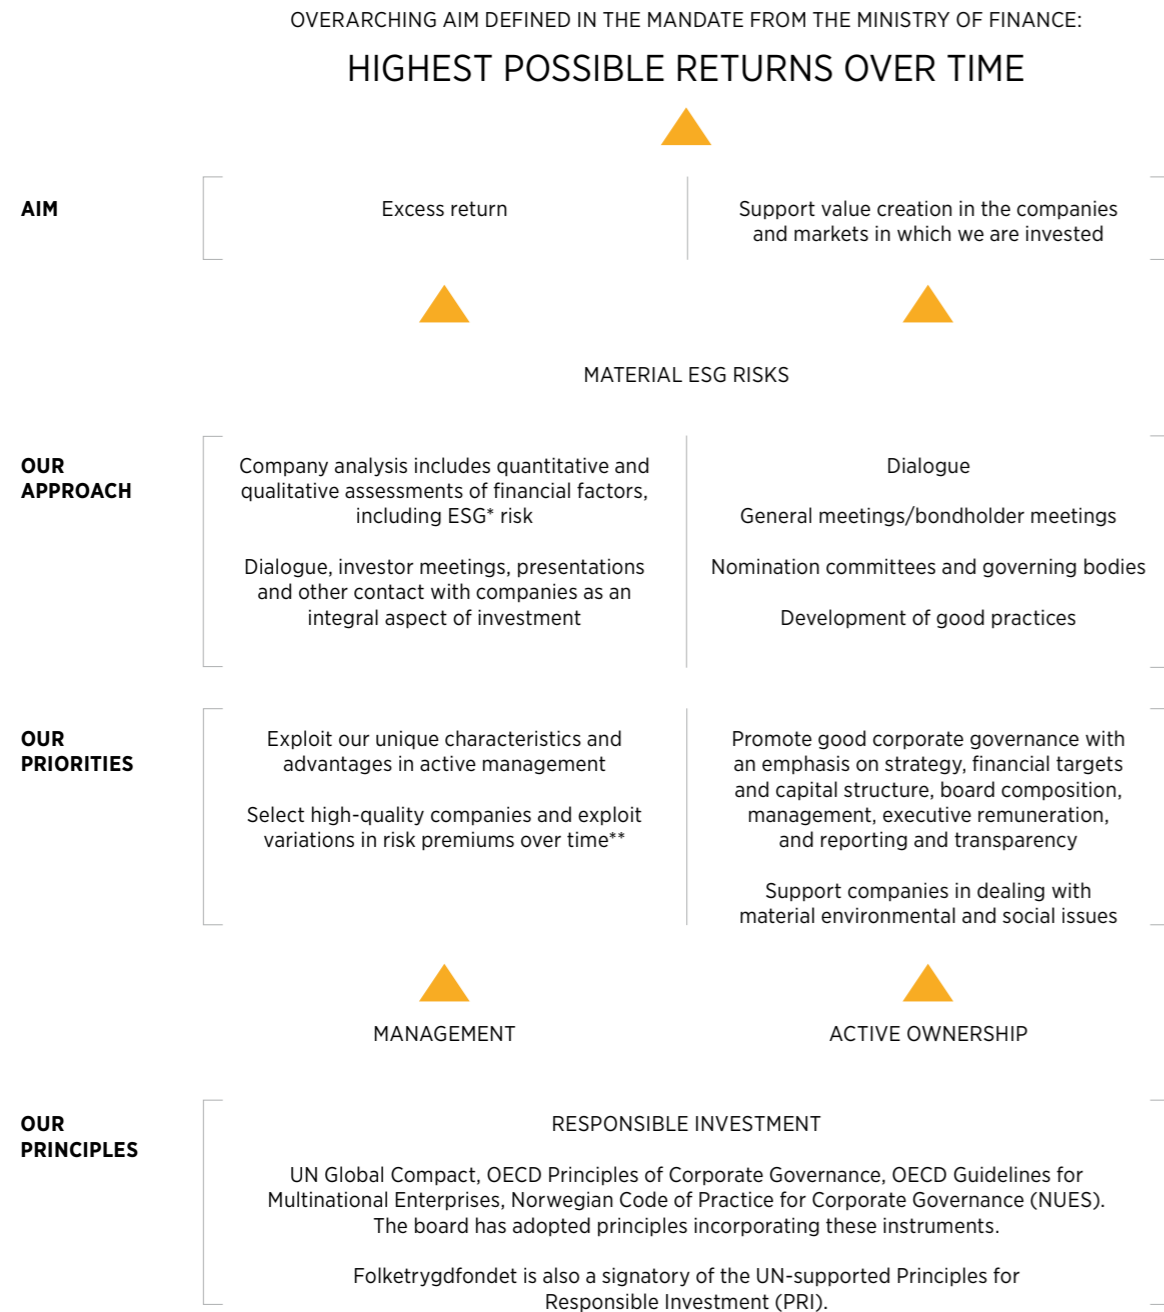 OVERARCHING AIM DEFINED IN THE MANDATE FROM THE MINISTRY OF FINANCE:
HIGHEST POSSIBLE RETURNS OVER TIME
AIM
Excess return
Support value creation in the companies
and markets in which we are invested
MATERIAL ESG RISKS
OUR
APPROACH
Company analysis includes quantitative and
qualitative assessments of financial factors,
including ESG* risk
Dialogue, investor meetings, presentations
and other contact with companies as an
integral aspect of investment
Dialogue
General meetings/bondholder meetings
Nomination committees and governing bodies
Development of good practices
OUR
PRIORITIES
Exploit our unique characteristics and
advantages in active management
Select high-quality companies and exploit
variations in risk premiums over time**
Promote good corporate governance with
an emphasis on strategy, financial targets
and capital structure, board composition,
management, executive remuneration,
and reporting and transparency
Support companies in dealing with
material environmental and social issues
MANAGEMENT
ACTIVE OWNERSHIP
OUR
PRINCIPLES
RESPONSIBLE INVESTMENT
UN Global Compact, OECD Principles of Corporate Governance, OECD Guidelines for
Multinational Enterprises, Norwegian Code of Practice for Corporate Governance (NUES).
The board has adopted principles incorporating these instruments.
Folketrygdfondet is also a signatory of the UN-supported Principles for
Responsible Investment (PRI).